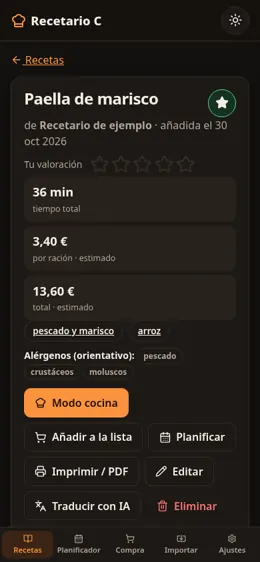 Recetario C
← Recetas
Paella de marisco
de Recetario de ejemplo · añadida el 30
oct 2026
Tu valoración
36 min
tiempo total
3,40 €
por ración · estimado
13,60 €
total · estimado
pescado y marisco arroz
Alérgenos (orientativo): pescado
crustáceos moluscos
Modo cocina
Añadir a la lista Planificar
Imprimir / PDF Editar
Traducir con IA Eliminar
Recetas Planificador Compra Importar Ajustes